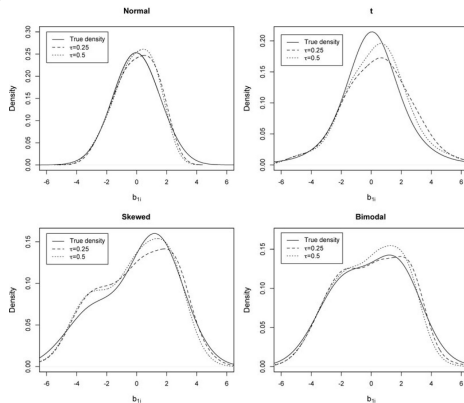 Normal
t
Density
0.00 0.05 0.10 0.15 0.20 0.25 0.30
True density
τ=0.25
τ=0.5
-6 -4 -2 0 2 4 6
b1i
Density
0.00 0.05 0.10 0.15 0.20
True density
τ=0.25
τ=0.5
-6 -4 -2 0 2 4 6
b1i
Skewed
Bimodal
Density
0.00 0.05 0.10 0.15
True density
τ=0.25
τ=0.5
-6 -4 -2 0 2 4 6
b1i
Density
0.00 0.05 0.10 0.15
True density
τ=0.25
τ=0.5
-6 -4 -2 0 2 4 6
b1i